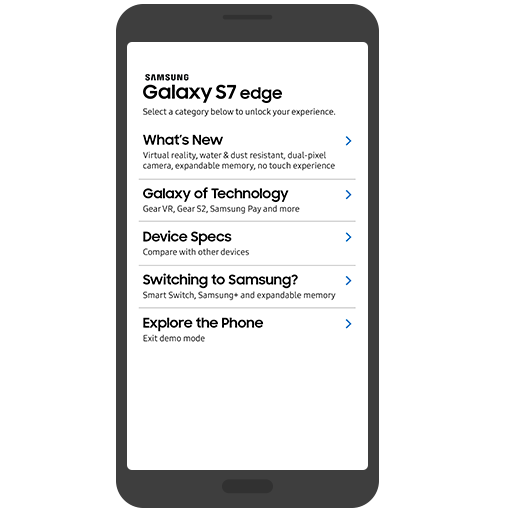 SAMSUNG
Galaxy S7 edge
Select a category below to unlock your experience.
What's New
Virtual reality, water & dust resistant, dual-pixel
camera, expandable memory, no touch experience
Galaxy of Technology
Gear VR, Gear S2, Samsung Pay and more
Device Specs
Compare with other devices
Switching to Samsung?
Smart Switch, Samsung+ and expandable memory
Explore the Phone
Exit demo mode